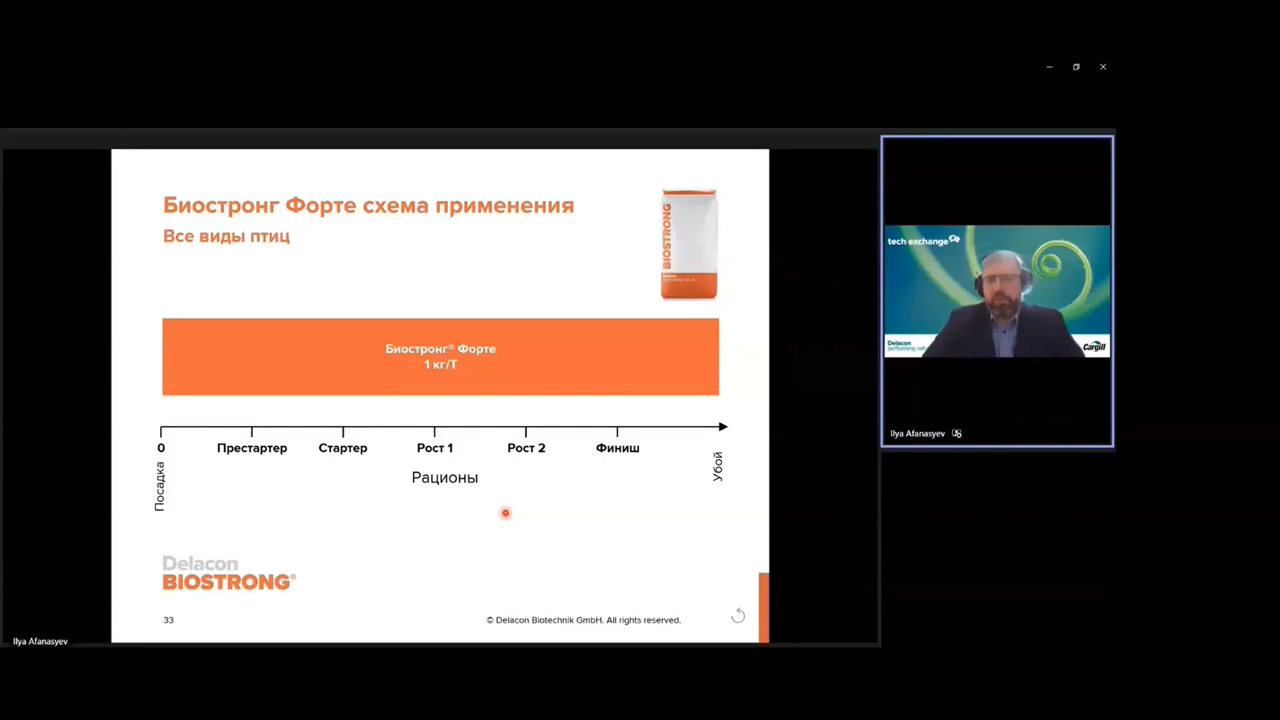 Биостронг Форте схема применения
Все виды птиц
BIOSTRONG
Delacon
Биостронг® Форте
1 кг/Т
0
Престартер
Стартер
Рост 1
Рост 2
Финиш
Посадка
Рационы
Убой
Delacon
BIOSTRONG®
33
© Delacon Biotechnik GmbH. All rights reserved.
Ilya Afanasyev
tech exchange
Delacon
performing
Cargill
Ilya Afanasyev